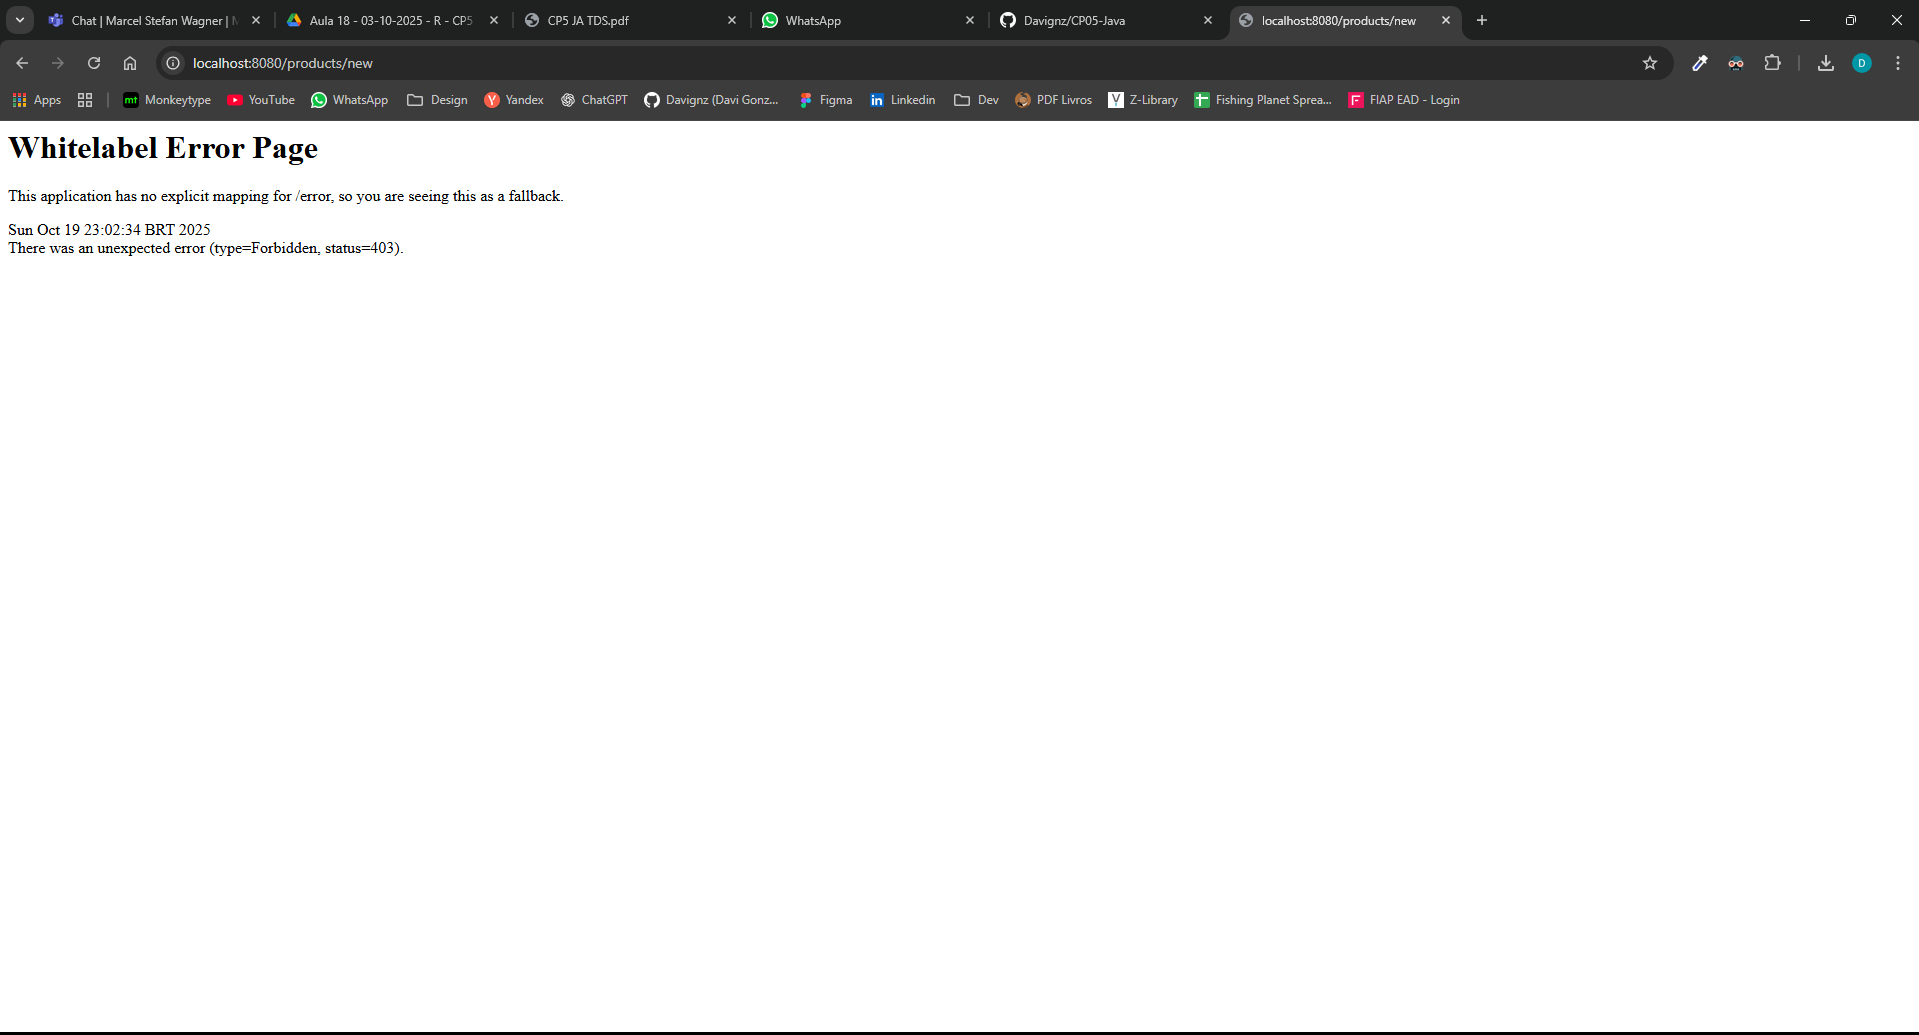 Chat | Marcel Stefan Wagner |
Aula 18 - 03-10-2025 - R - CP5
CP5 JA TDS.pdf
WhatsApp
Davignz/CP05-Java
localhost:8080/products/new
localhost:8080/products/new
D
Apps
mt Monkeytype
YouTube
WhatsApp
Design
Y Yandex
ChatGPT
Davignz (Davi Gonz...
Figma
in Linkedin
Dev
PDF Livros
Z-Library
Fishing Planet Sprea...
F FIAP EAD - Login
Whitelabel Error Page
This application has no explicit mapping for /error, so you are seeing this as a fallback.
Sun Oct 19 23:02:34 BRT 2025
There was an unexpected error (type=Forbidden, status=403).